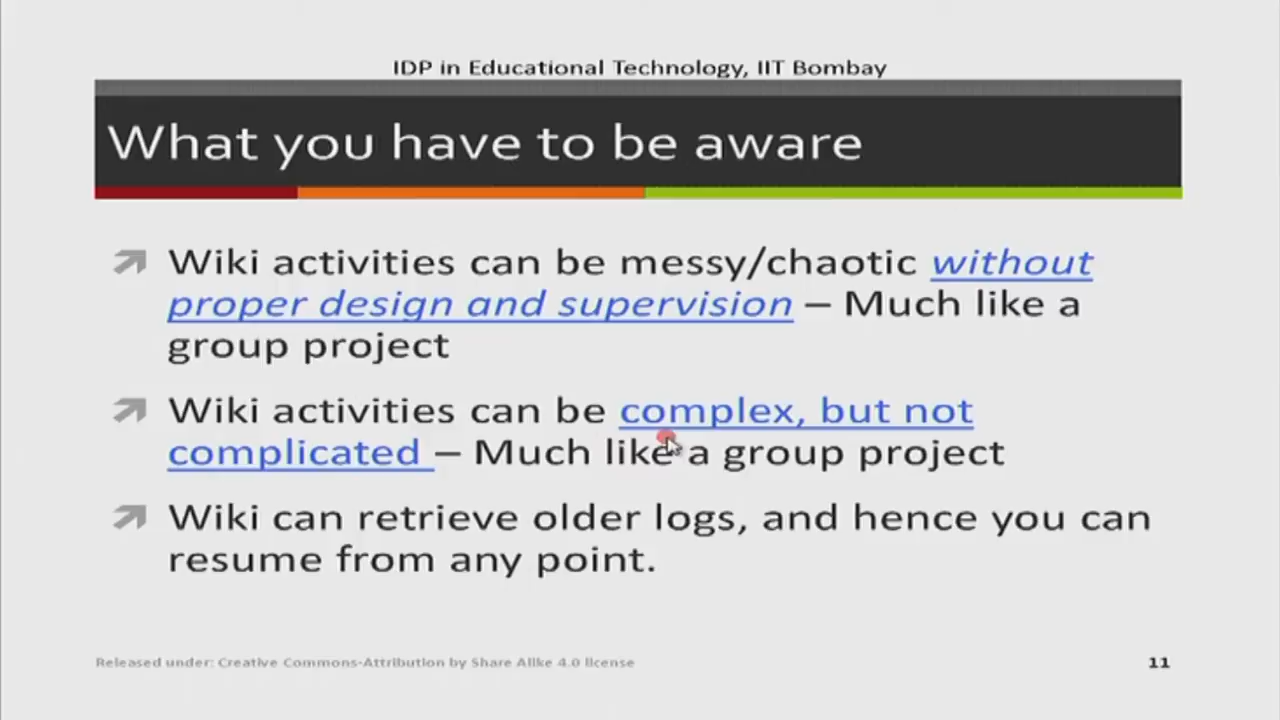 IDP in Educational Technology, IIT Bombay
What you have to be aware
Wiki activities can be messy/chaotic without
proper design and supervision – Much like a
group project
Wiki activities can be complex, but not
complicated – Much like a group project
Wiki can retrieve older logs, and hence you can
resume from any point.
Released under: Creative Commons-Attribution by Share Alike 4.0 license
11